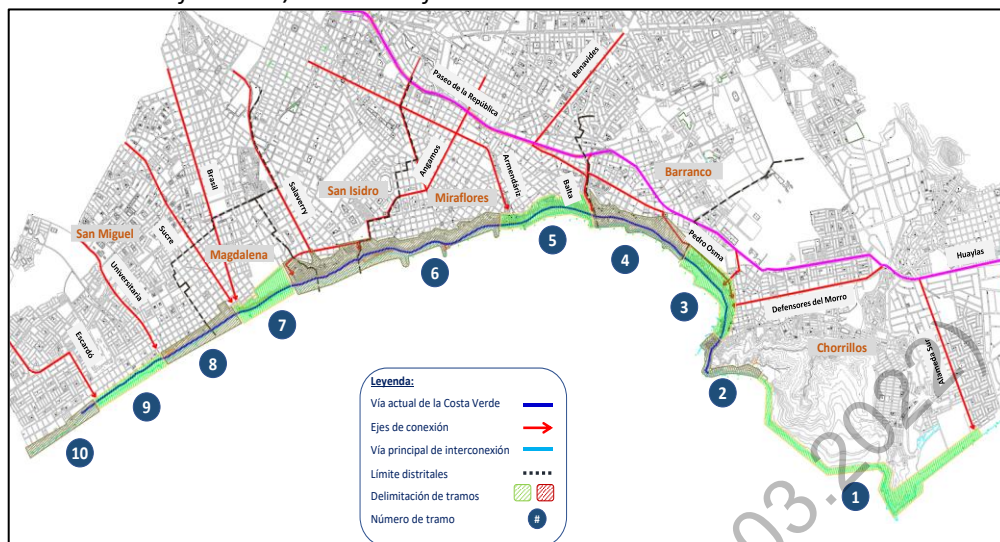 Paseo de la República
Benavides
Brasil
Salaverry
Angamos
Armendáriz
Balta
Barranco
San Isidro
Miraflores
Sucre
San Miguel
Magdalena
Universitaria
Pedro Osma
Huaylas
Escardó
Defensores del Morro
Chorrillos
Alameda Sur
5
4
6
3
7
8
2
9
10
1
Leyenda:
Vía actual de la Costa Verde
Ejes de conexión
Vía principal de interconexión
Límite distritales
Delimitación de tramos
Número de tramo #
03.2022)